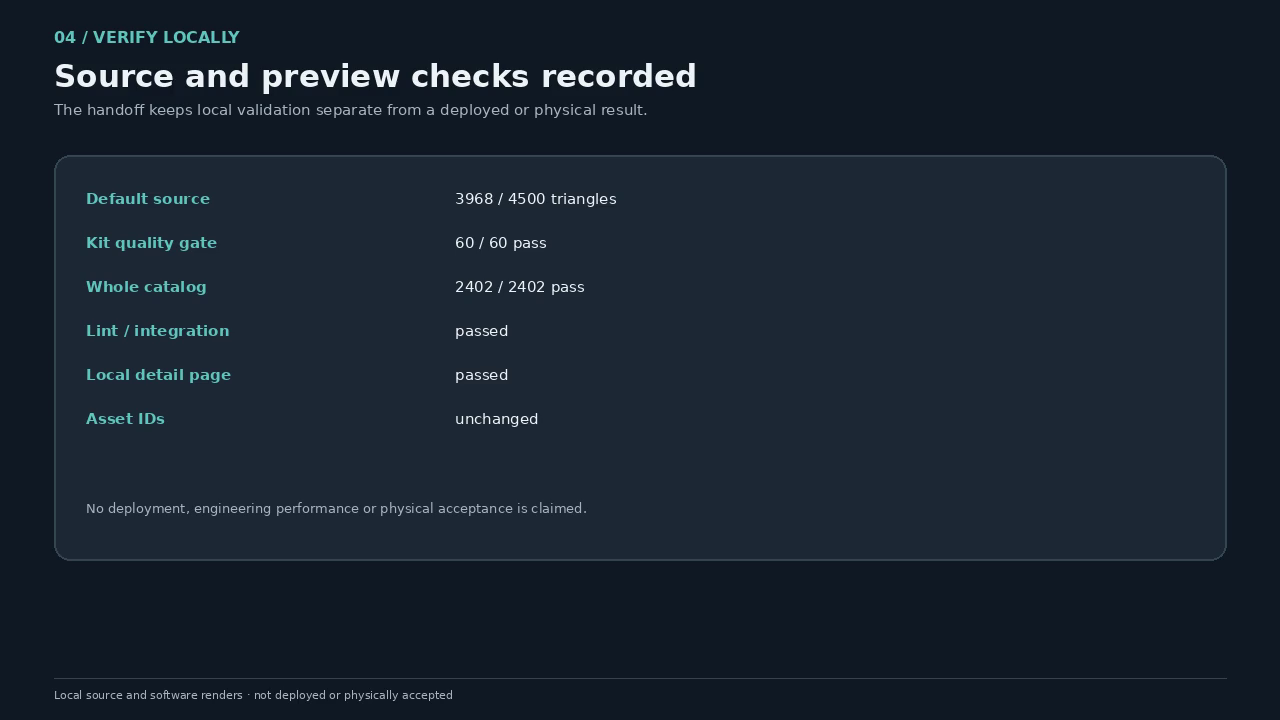 04 / VERIFY LOCALLY
Source and preview checks recorded
The handoff keeps local validation separate from a deployed or physical result.
Default source 3968 / 4500 triangles
Kit quality gate 60 / 60 pass
Whole catalog 2402 / 2402 pass
Lint / integration passed
Local detail page passed
Asset IDs unchanged
No deployment, engineering performance or physical acceptance is claimed.
Local source and software renders · not deployed or physically accepted